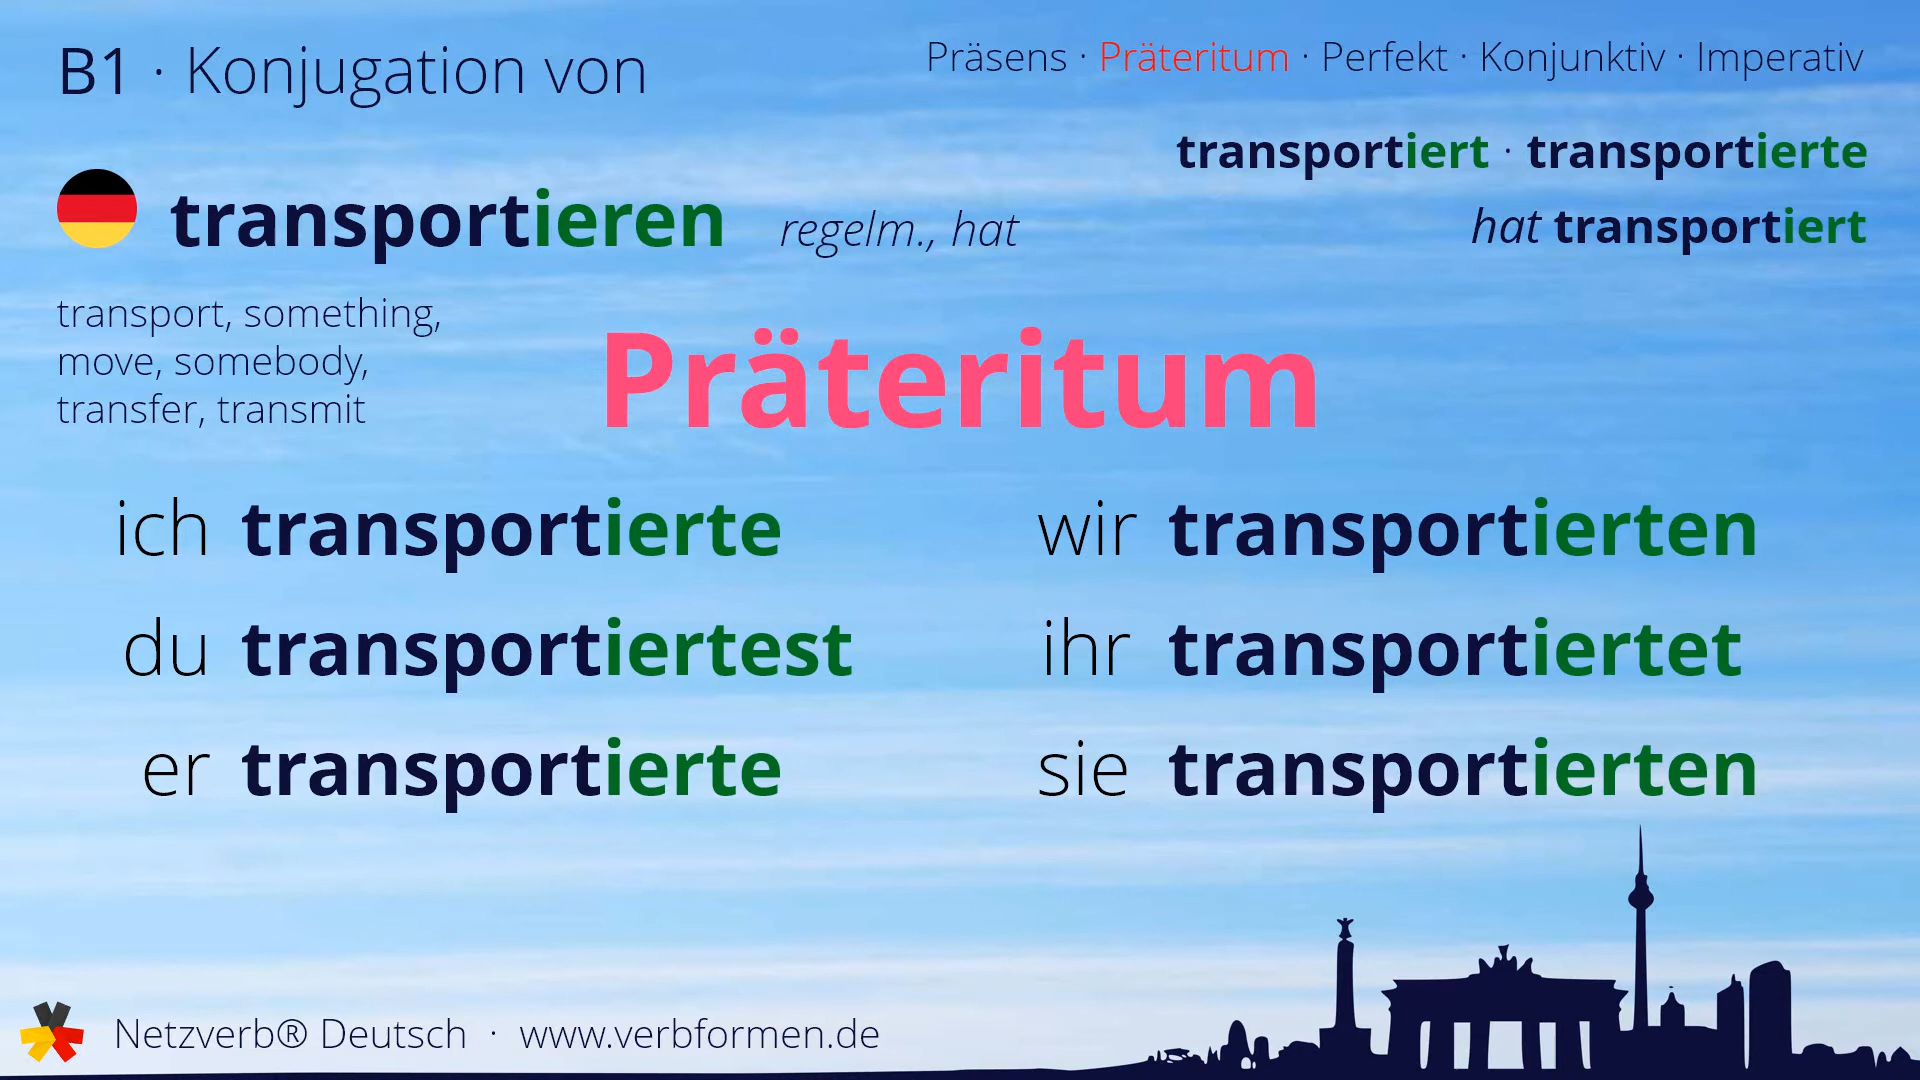 B1 · Konjugation von
Präsens · Präteritum · Perfekt · Konjunktiv · Imperativ
transportieren regelm., hat
transportiert · transportierte
hat transportiert
transport, something,
move, somebody,
transfer, transmit
Präteritum
ich transportierte
du transportiertest
er transportierte
wir transportierten
ihr transportiertet
sie transportierten
Netzverb® Deutsch · www.verbformen.de